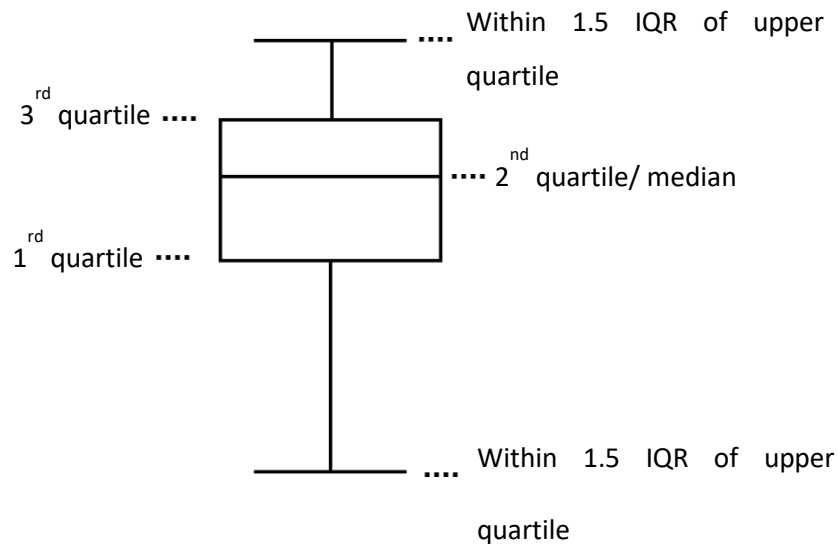 Within 1.5 IQR of upper
quartile
3rd quartile ....
.... 2nd quartile/ median
1rd quartile ....
.... Within 1.5 IQR of upper
quartile